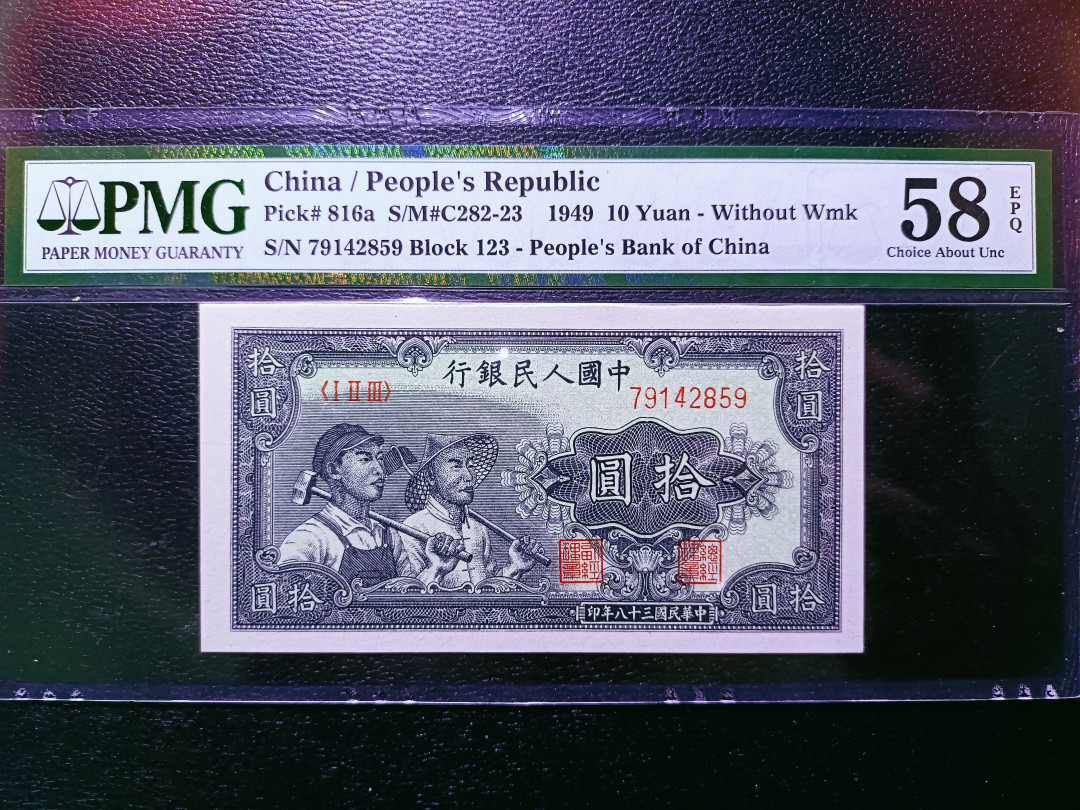 PMG
PAPER MONEY GUARANTY
China / People's Republic
Pick# 816a S/M#C282-23 1949 10 Yuan - Without Wmk
S/N 79142859 Block 123 - People's Bank of China
58
EPQ
Choice About Unc
拾圓
行銀民人國中
拾圓
〈I II III〉
79142859
圓拾
圓拾
圓拾
印年八十三國民華中